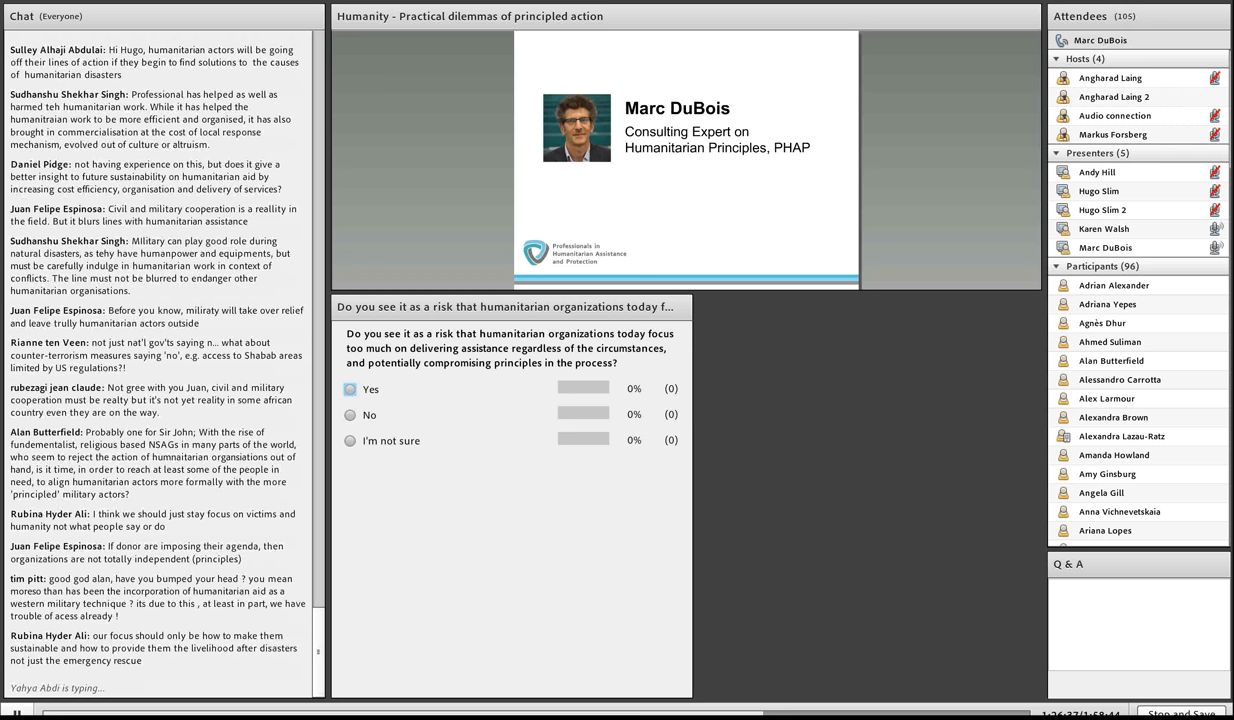 Chat (Everyone)
Sulley Alhaji Abdulai: Hi Hugo, humanitarian actors will be going
off their lines of action if they begin to find solutions to the causes
of humanitarian disasters
Sudhanshu Shekhar Singh: Professional has helped as well as
harmed teh humanitarian work. While it has helped the
humanitraian work to be more efficient and organised, it has also
brought in commercialisation at the cost of local response
mechanism, evolved out of culture or altruism.
Daniel Pidge: not having experience on this, but does it give a
better insight to future sustainability on humanitarian aid by
increasing cost efficiency, organisation and delivery of services?
Juan Felipe Espinosa: Civil and military cooperation is a reallity in
the field. But it blurs lines with humanitarian assistance
Sudhanshu Shekhar Singh: MIlitary can play good role during
natural disasters, as tehy have humanpower and equipments, but
must be carefully indulge in humanitarian work in context of
conflicts. The line must not be blurred to endanger other
humanitarian organisations.
Juan Felipe Espinosa: Before you know, miliraty will take over relief
and leave trully humanitarian actors outside
Rianne ten Veen: not just nat'l gov'ts saying n... what about
counter-terrorism measures saying 'no', e.g. access to Shabab areas
limited by US regulations?!
rubezagi jean claude: Not gree with you Juan, civil and military
cooperation must be realty but it's not yet reality in some african
country even they are on the way.
Alan Butterfield: Probably one for Sir John; With the rise of
fundementalist, religious based NSAGs in many parts of the world,
who seem to reject the action of humnaitarian organsiations out of
hand, is it time, in order to reach at least some of the people in
need, to align humanitarian actors more formally with the more
'principled' military actors?
Rubina Hyder Ali: I think we should just stay focus on victims and
humanity not what people say or do
Juan Felipe Espinosa: If donor are imposing their agenda, then
organizations are not totally independent (principles)
tim pitt: good god alan, have you bumped your head ? you mean
moreso than has been the incorporation of humanitarian aid as a
western military technique ? its due to this , at least in part, we have
trouble of acess already !
Rubina Hyder Ali: our focus should only be how to make them
sustainable and how to provide them the livelihood after disasters
not just the emergency rescue
Yahya Abdi is typing...
Humanity - Practical dilemmas of principled action
Marc DuBois
Consulting Expert on
Humanitarian Principles, PHAP
Professionals in
Humanitarian Assistance
and Protection
Do you see it as a risk that humanitarian organizations today f...
Do you see it as a risk that humanitarian organizations today focus
too much on delivering assistance regardless of the circumstances,
and potentially compromising principles in the process?
Yes 0% (0)
No 0% (0)
I'm not sure 0% (0)
Attendees (105)
Marc DuBois
Hosts (4)
Angharad Laing
Angharad Laing 2
Audio connection
Markus Forsberg
Presenters (5)
Andy Hill
Hugo Slim
Hugo Slim 2
Karen Walsh
Marc DuBois
Participants (96)
Adrian Alexander
Adriana Yepes
Agnès Dhur
Ahmed Suliman
Alan Butterfield
Alessandro Carrotta
Alex Larmour
Alexandra Brown
Alexandra Lazau-Ratz
Amanda Howland
Amy Ginsburg
Angela Gill
Anna Vichnevetskaia
Ariana Lopes
Q & A
1:26:37/1:58:44
Stop and Save